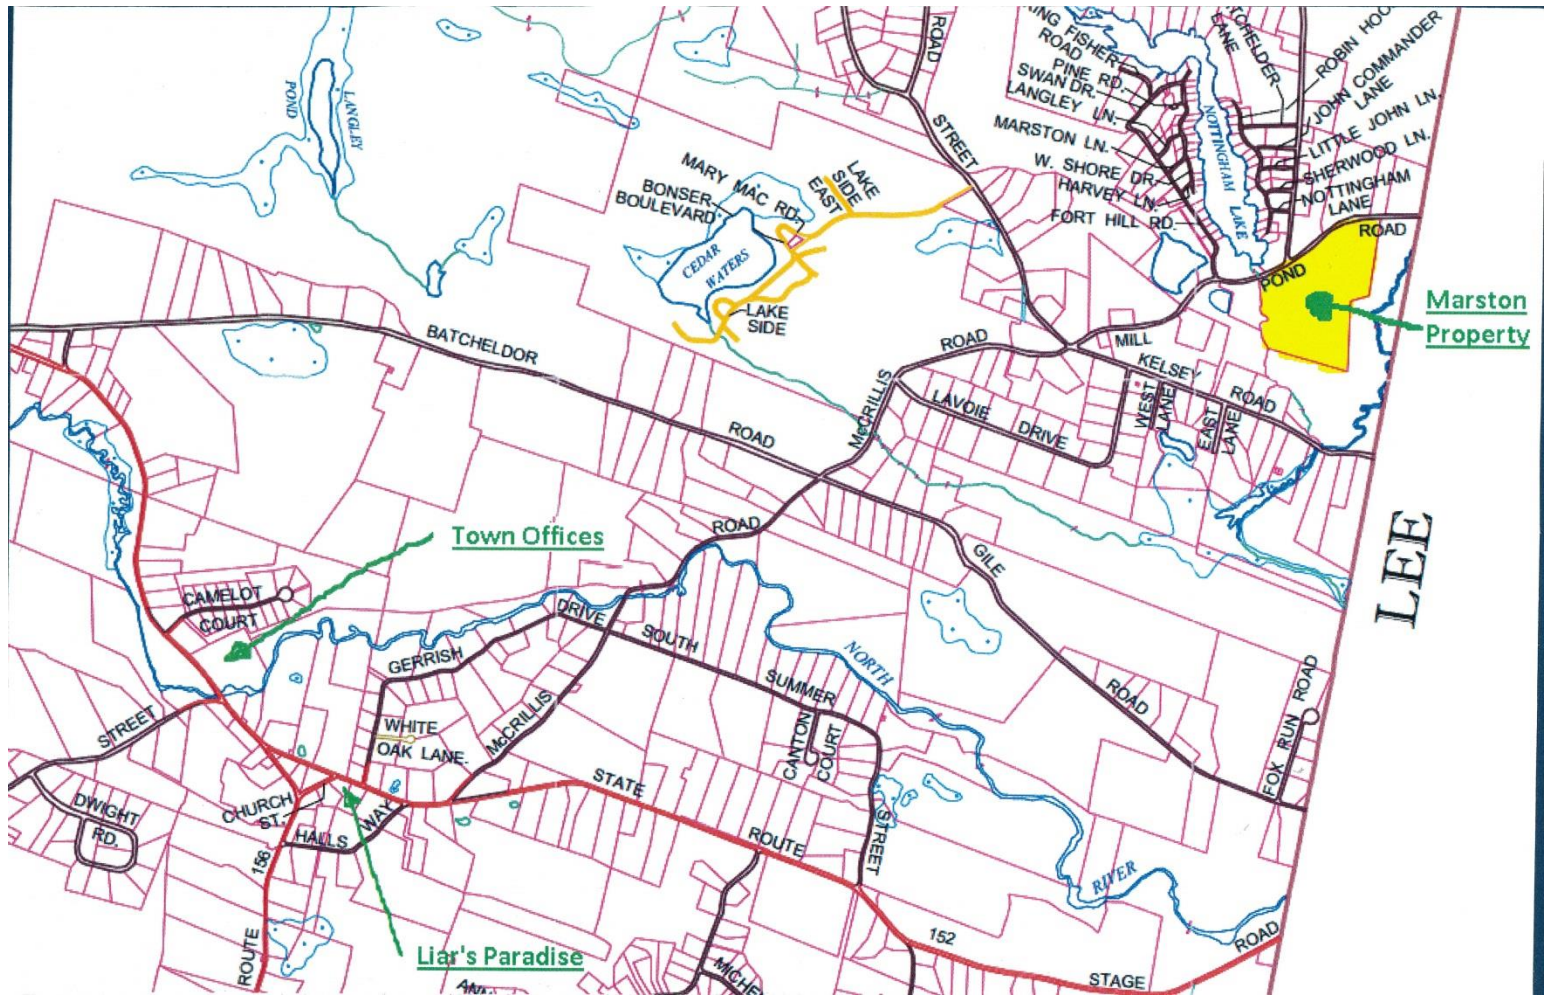 ROAD
STREET
FISHER
ROAD
PINE RD.
SWAN DR.
LANGLEY LN.
MARSTON LN.
W. SHORE DR.
HARVEY LN.
FORT HILL RD.
NOTTINGHAM
LAKE
LANE
ROBIN
JOHN COMMANDER
LANE
LITTLE JOHN LN.
SHERWOOD LN.
NOTTINGHAM
LANE
POND
ROAD
Marston
Property
LANGLEY
POND
MARY MAC RD.
BONSER
BOULEVARD
LAKE
SIDE
EAST
CEDAR
WATERS
LAKE
SIDE
BATCHELDOR
ROAD
McCRILLIS
ROAD
MILL
KELSEY
ROAD
LAVOIE
DRIVE
WEST
LANE
EAST
LANE
LEE
Town Offices
ROAD
GILE
ROAD
CAMELOT
COURT
DRIVE
GERRISH
SOUTH
SUMMER
STREET
NORTH
RIVER
FOX RUN ROAD
WHITE
OAK LANE.
McCRILLIS
CANTON
COURT
STREET
DWIGHT
RD.
CHURCH
ST.
HALLS WAY
156
ROUTE
STATE
ROUTE
152
STAGE
ROAD
Liar's Paradise